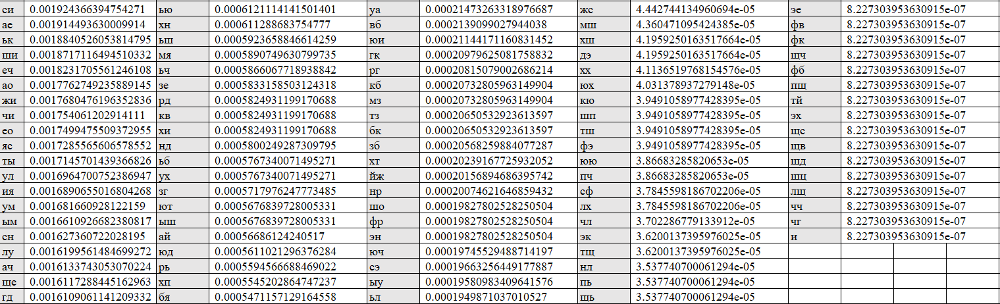 си 0.001924366394754271 ью 0.0006121114141501401 уа 0.00021473263318976687 жс 4.442744134960694e-05 эе 8.227303953630915e-07
ае 0.001914493630009914 хн 0.000611288683754777 вб 0.0002139099027944038 мш 4.360471095424385e-05 фв 8.227303953630915e-07
ьк 0.0018840526053814795 ьш 0.0005923658846614259 юи 0.00021144171160831452 хш 4.1959250163517664e-05 фк 8.227303953630915e-07
ши 0.0018717116494510332 мя 0.0005890749630799735 гк 0.00020979625081758832 дэ 4.1959250163517664e-05 щч 8.227303953630915e-07
еч 0.0018231705561246108 ьч 0.0005866067718938842 рг 0.00020815079002686214 хх 4.1136519768154576e-05 фб 8.227303953630915e-07
ао 0.0017762749235889145 зе 0.0005833158503124318 кб 0.00020732805963149904 юх 4.031378937279148e-05 пщ 8.227303953630915e-07
жи 0.0017680476196352836 рд 0.0005824931199170688 мз 0.00020732805963149904 кю 3.9491058977428395e-05 тй 8.227303953630915e-07
чи 0.001754061202914111 кв 0.0005824931199170688 тз 0.00020650532923613597 шп 3.9491058977428395e-05 эх 8.227303953630915e-07
ео 0.0017499475509372955 хи 0.0005824931199170688 бк 0.00020650532923613597 тш 3.9491058977428395e-05 щс 8.227303953630915e-07
яс 0.0017285565606578552 нд 0.0005800249287309795 зб 0.00020568259884077287 фэ 3.9491058977428395e-05 щв 8.227303953630915e-07
ты 0.0017145701439366826 ьб 0.0005767340071495271 хт 0.00020239167725932052 юю 3.86683285820653e-05 щд 8.227303953630915e-07
ул 0.0016964700752386947 ух 0.0005767340071495271 йж 0.00020156894686395742 пч 3.86683285820653e-05 шц 8.227303953630915e-07
ия 0.0016890655016804268 зг 0.0005717976247773485 нр 0.00020074621646859432 сф 3.7845598186702206e-05 лщ 8.227303953630915e-07
ум 0.001681660928122159 ют 0.0005676839728005331 шо 0.00019827802528250504 лх 3.7845598186702206e-05 чч 8.227303953630915e-07
ым 0.0016610926682380817 ыш 0.0005676839728005331 фр 0.00019827802528250504 чл 3.702286779133912e-05 чг 8.227303953630915e-07
сн 0.001627360722028195 ай 0.00056686124240517 эн 0.00019827802528250504 эк 3.6200137395976025e-05 и 8.227303953630915e-07
лу 0.0016199561484699272 юд 0.0005611021296376284 юч 0.00019745529488714197 тщ 3.6200137395976025e-05
ач 0.0016133743053070224 рь 0.0005594566688469022 сэ 0.00019663256449177887 нл 3.537740700061294e-05
ще 0.0016117288445162963 хп 0.0005545202864747237 ыу 0.00019580983409641576 пь 3.537740700061294e-05
гд 0.0016109061141209332 бя 0.0005471157129164558 ьл 0.0001949871037010527 щь 3.537740700061294e-05